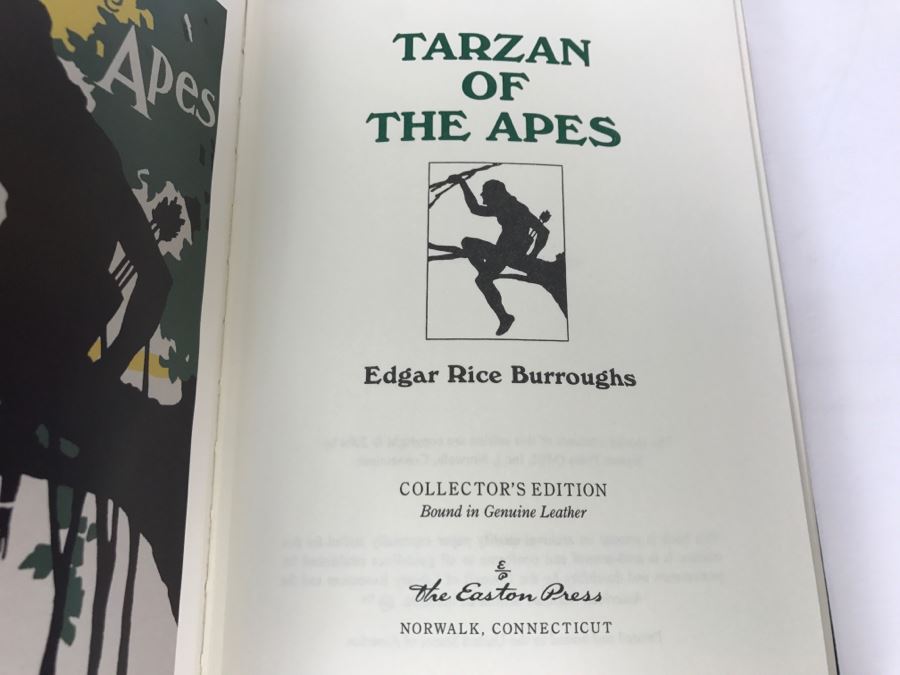 Apes
TARZAN
OF
THE APES
Edgar Rice Burroughs
COLLECTOR'S EDITION
Bound in Genuine Leather
E
P
the Easton Press
NORWALK, CONNECTICUT